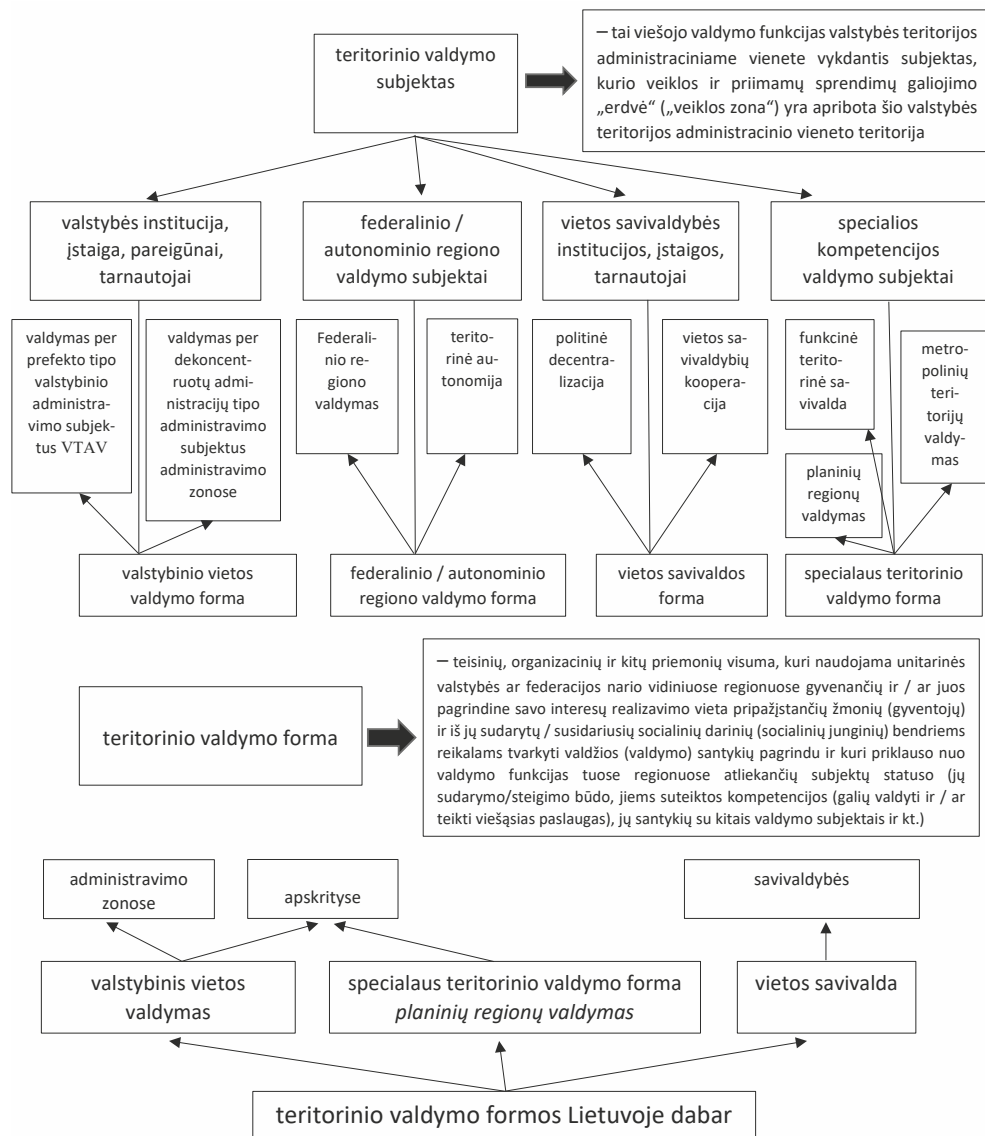 teritorinio valdymo
subjektas
– tai viešojo valdymo funkcijas valstybės teritorijos
administraciniame vienete vykdantis subjektas,
kurio veiklos ir priimamų sprendimų galiojimo
„erdvė“ („veiklos zona“) yra apribota šio valstybės
teritorijos administracinio vieneto teritorija
valstybės institucija,
įstaiga, pareigūnai,
tarnautojai
federalinio /
autonominio regiono
valdymo subjektai
vietos savivaldybės
institucijos, įstaigos,
tarnautojai
specialios
kompetencijos
valdymo subjektai
valdymas per
prefekto tipo
valstybinio
administra-
vimo subjek-
tus VTAV
valdymas per
dekoncent-
ruotų admi-
nistracijų tipo
administravimo
subjektus
administravimo
zonose
Federali-
nio re-
giono
valdymas
terito-
rinė au-
tonomija
politinė
decentra-
lizacija
vietos sa-
vivaldybių
koopera-
cija
funkcinė
terito-
rinė sa-
vivalda
metro-
polinių
teri-
torijų
valdy-
mas
planinių
regionų
valdymas
valstybinio vietos
valdymo forma
federalinio / autonominio
regiono valdymo forma
vietos savivaldos
forma
specialaus teritorinio
valdymo forma
teritorinio valdymo forma
– teisinių, organizacinių ir kitų priemonių visuma, kuri naudojama unitarinės
valstybės ar federacijos nario vidiniuose regionuose gyvenančių ir / ar juos
pagrindine savo interesų realizavimo vieta pripažįstančių žmonių (gyventojų)
ir iš jų sudarytų / susidariusių socialinių darinių (socialinių junginių) bendriems
reikalams tvarkyti valdžios (valdymo) santykių pagrindu ir kuri priklauso nuo
valdymo funkcijas tuose regionuose atliekančių subjektų statuso (jų
sudarymo/steigimo būdo, jiems suteiktos kompetencijos (galių valdyti ir / ar
teikti viešąsias paslaugas), jų santykių su kitais valdymo subjektais ir kt.)
administravimo
zonose
apskrityse
savivaldybės
valstybinis vietos
valdymas
specialaus teritorinio valdymo forma
planinių regionų valdymas
vietos savivalda
teritorinio valdymo formos Lietuvoje dabar